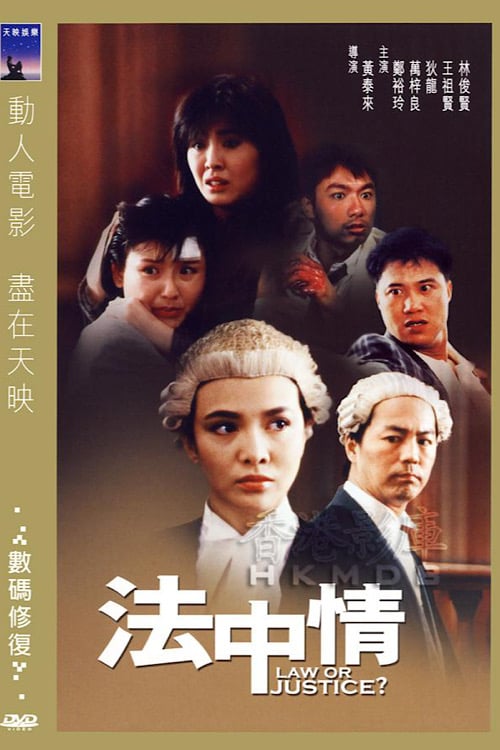 天映娛樂
動人電影 盡在天映
數碼修復
DVD
VIDEO
林俊賢
王祖賢
狄龍
萬梓良
鄭裕玲
主演
黃泰來
導演
香港影庫
HKMDB
法中情
LAW OR
JUSTICE?